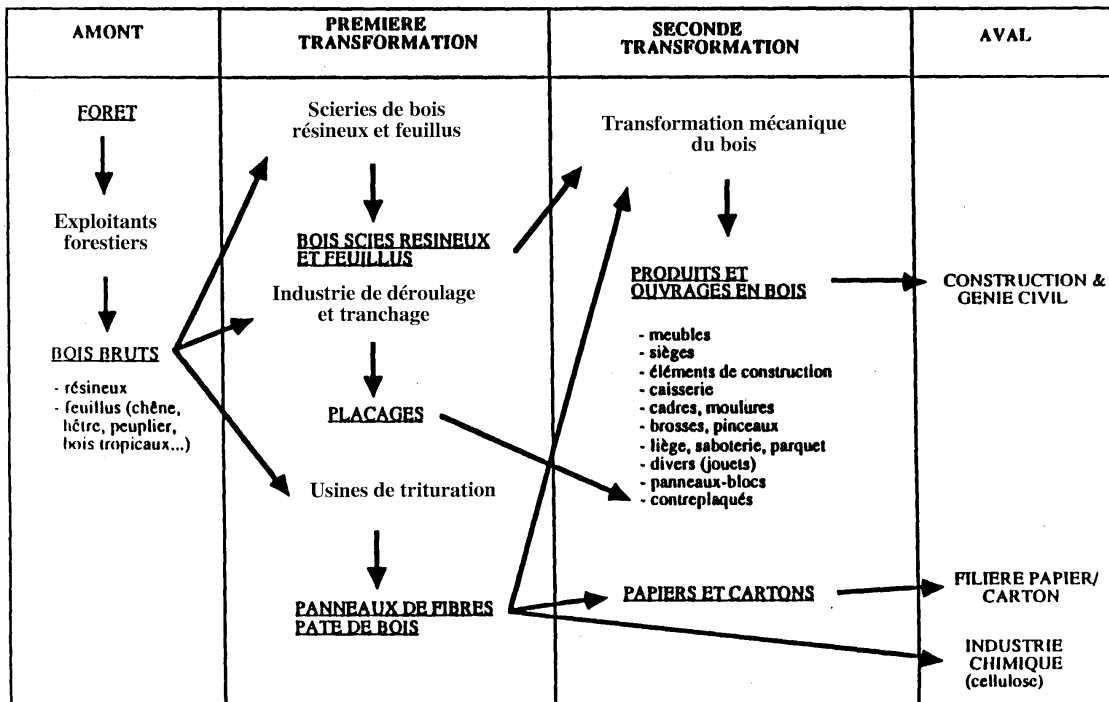 AMONT
PREMIERE
TRANSFORMATION
SECONDE
TRANSFORMATION
AVAL
FORET
Exploitants
forestiers
BOIS BRUTS
- résineux
- feuillus (chêne,
hêtre, peuplier,
bois tropicaux...)
Scieries de bois
résineux et feuillus
BOIS SCIES RESINEUX
ET FEUILLUS
Industrie de déroulage
et tranchage
PLACAGES
Usines de trituration
PANNEAUX DE FIBRES
PATE DE BOIS
Transformation mécanique
du bois
PRODUITS ET
OUVRAGES EN BOIS
- meubles
- sièges
- éléments de construction
- caisserie
- cadres, moulures
- brosses, pinceaux
- liège, saboterie, parquet
- divers (jouets)
- panneaux-blocs
- contreplaqués
PAPIERS ET CARTONS
CONSTRUCTION &
GENIE CIVIL
FILIERE PAPIER/
CARTON
INDUSTRIE
CHIMIQUE
(cellulose)